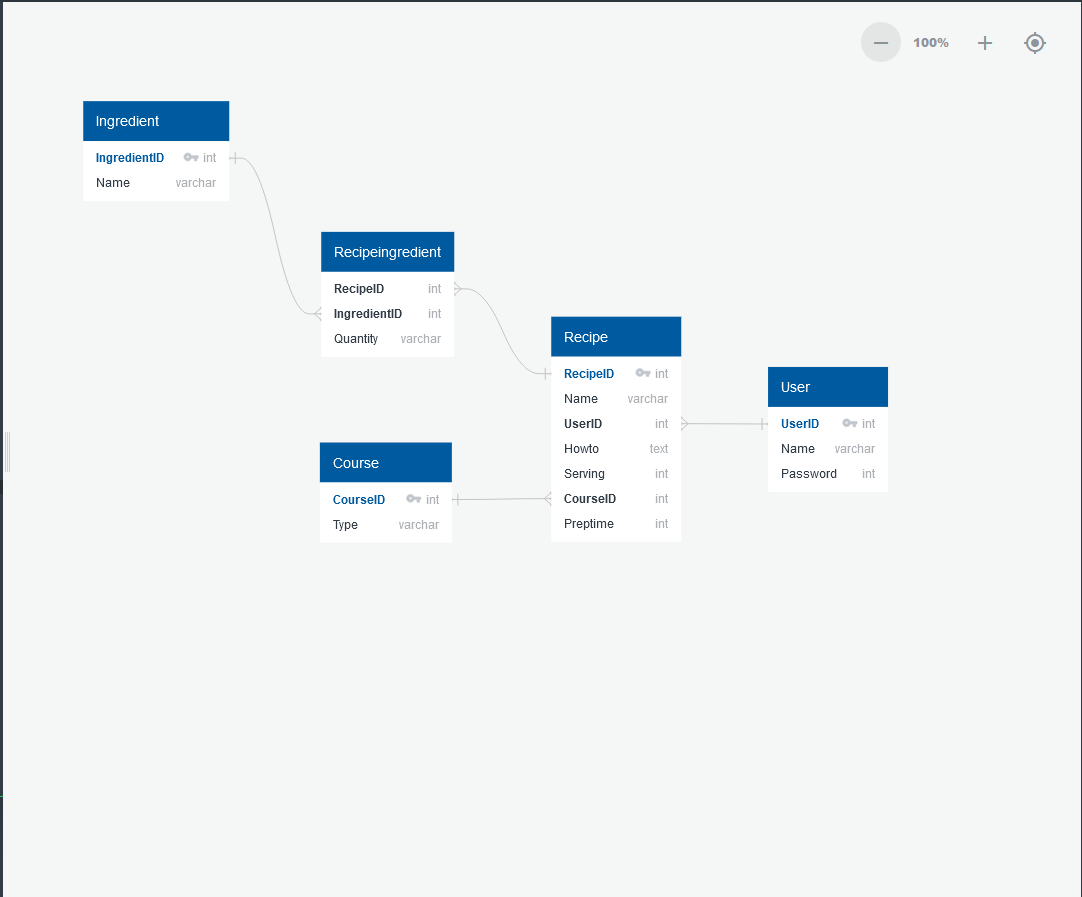 100%
Ingredient
IngredientID int
Name varchar
Recipeingredient
RecipeID int
IngredientID int
Quantity varchar
Recipe
RecipeID int
Name varchar
UserID int
Howto text
Serving int
CourseID int
Preptime int
User
UserID int
Name varchar
Password int
Course
CourseID int
Type varchar